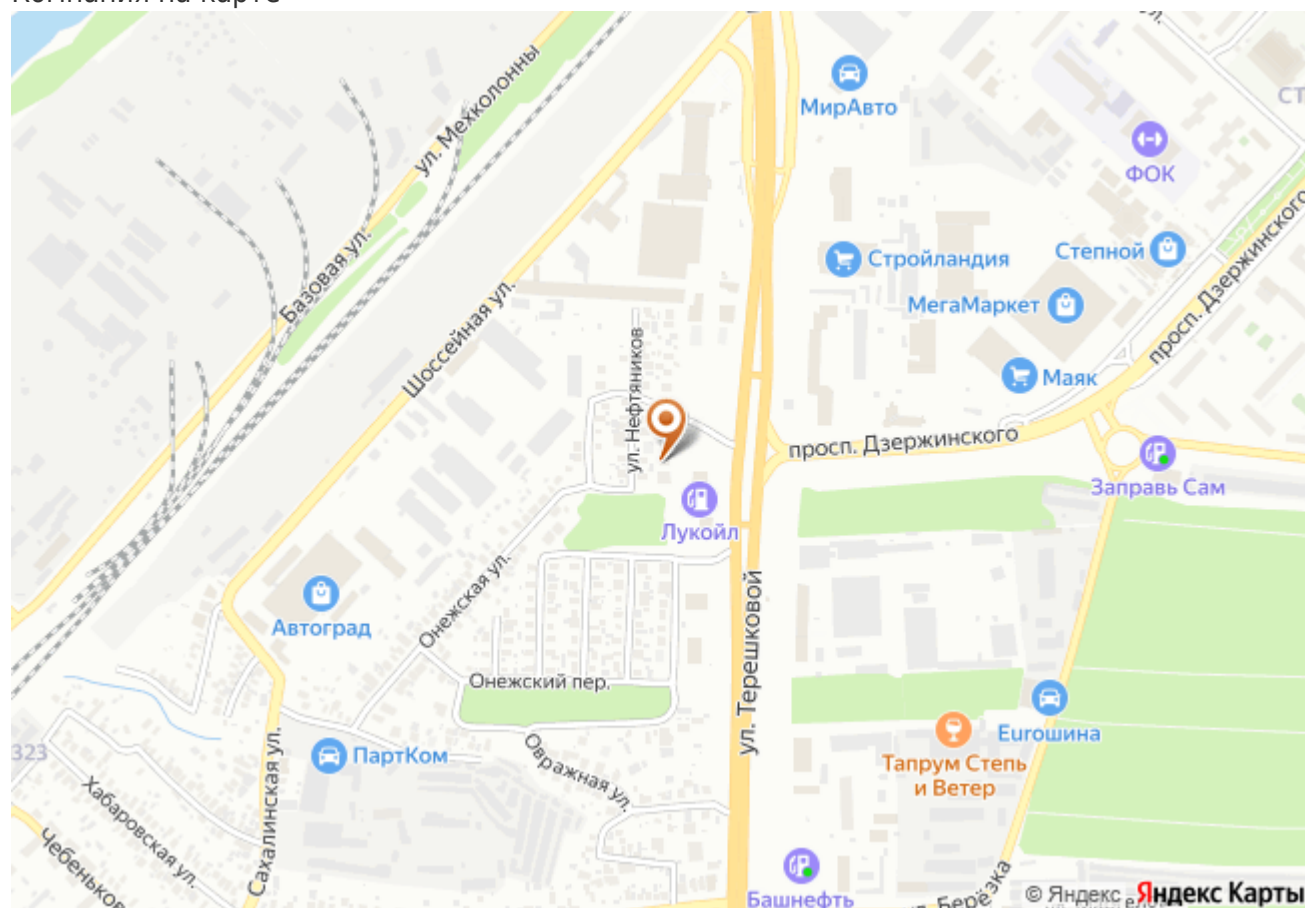 ул. Мехколонны
МирАвто
ФОК
Базовая ул.
Шоссейная ул.
Стройландия
Степной
МегаМаркет
просп. Дзержинского
ул. Нефтяников
Маяк
просп. Дзержинского
Заправь Сам
Лукойл
Автоград
Онежская ул.
ул. Терешковой
Онежский пер.
Eurошина
323
ПартКом
Овражная ул.
Тапрум Степь
и Ветер
Хабаровская ул.
Сахалинская ул.
Башнефть
© Яндекс Яндекс Карты